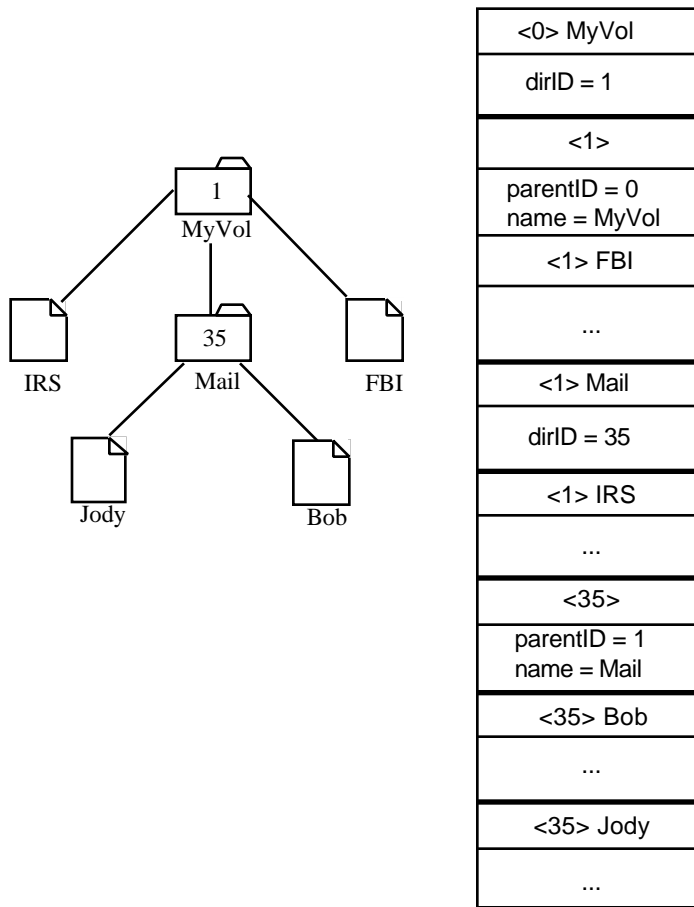 1
MyVol
IRS
35
Mail
FBI
Jody
Bob
<0> MyVol
dirID = 1
<1>
parentID = 0
name = MyVol
<1> FBI
...
<1> Mail
dirID = 35
<1> IRS
...
<35>
parentID = 1
name = Mail
<35> Bob
...
<35> Jody
...